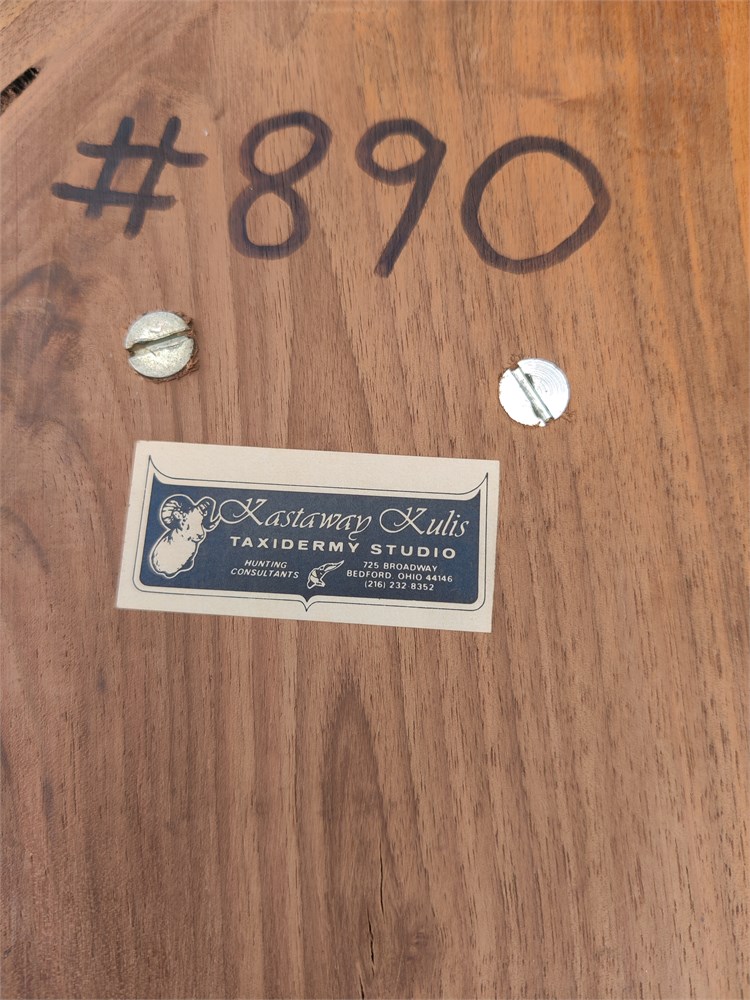 #890
Kastaway Kulis
TAXIDERMY STUDIO
HUNTING
CONSULTANTS
725 BROADWAY
BEDFORD, OHIO 44146
(216) 232 8352